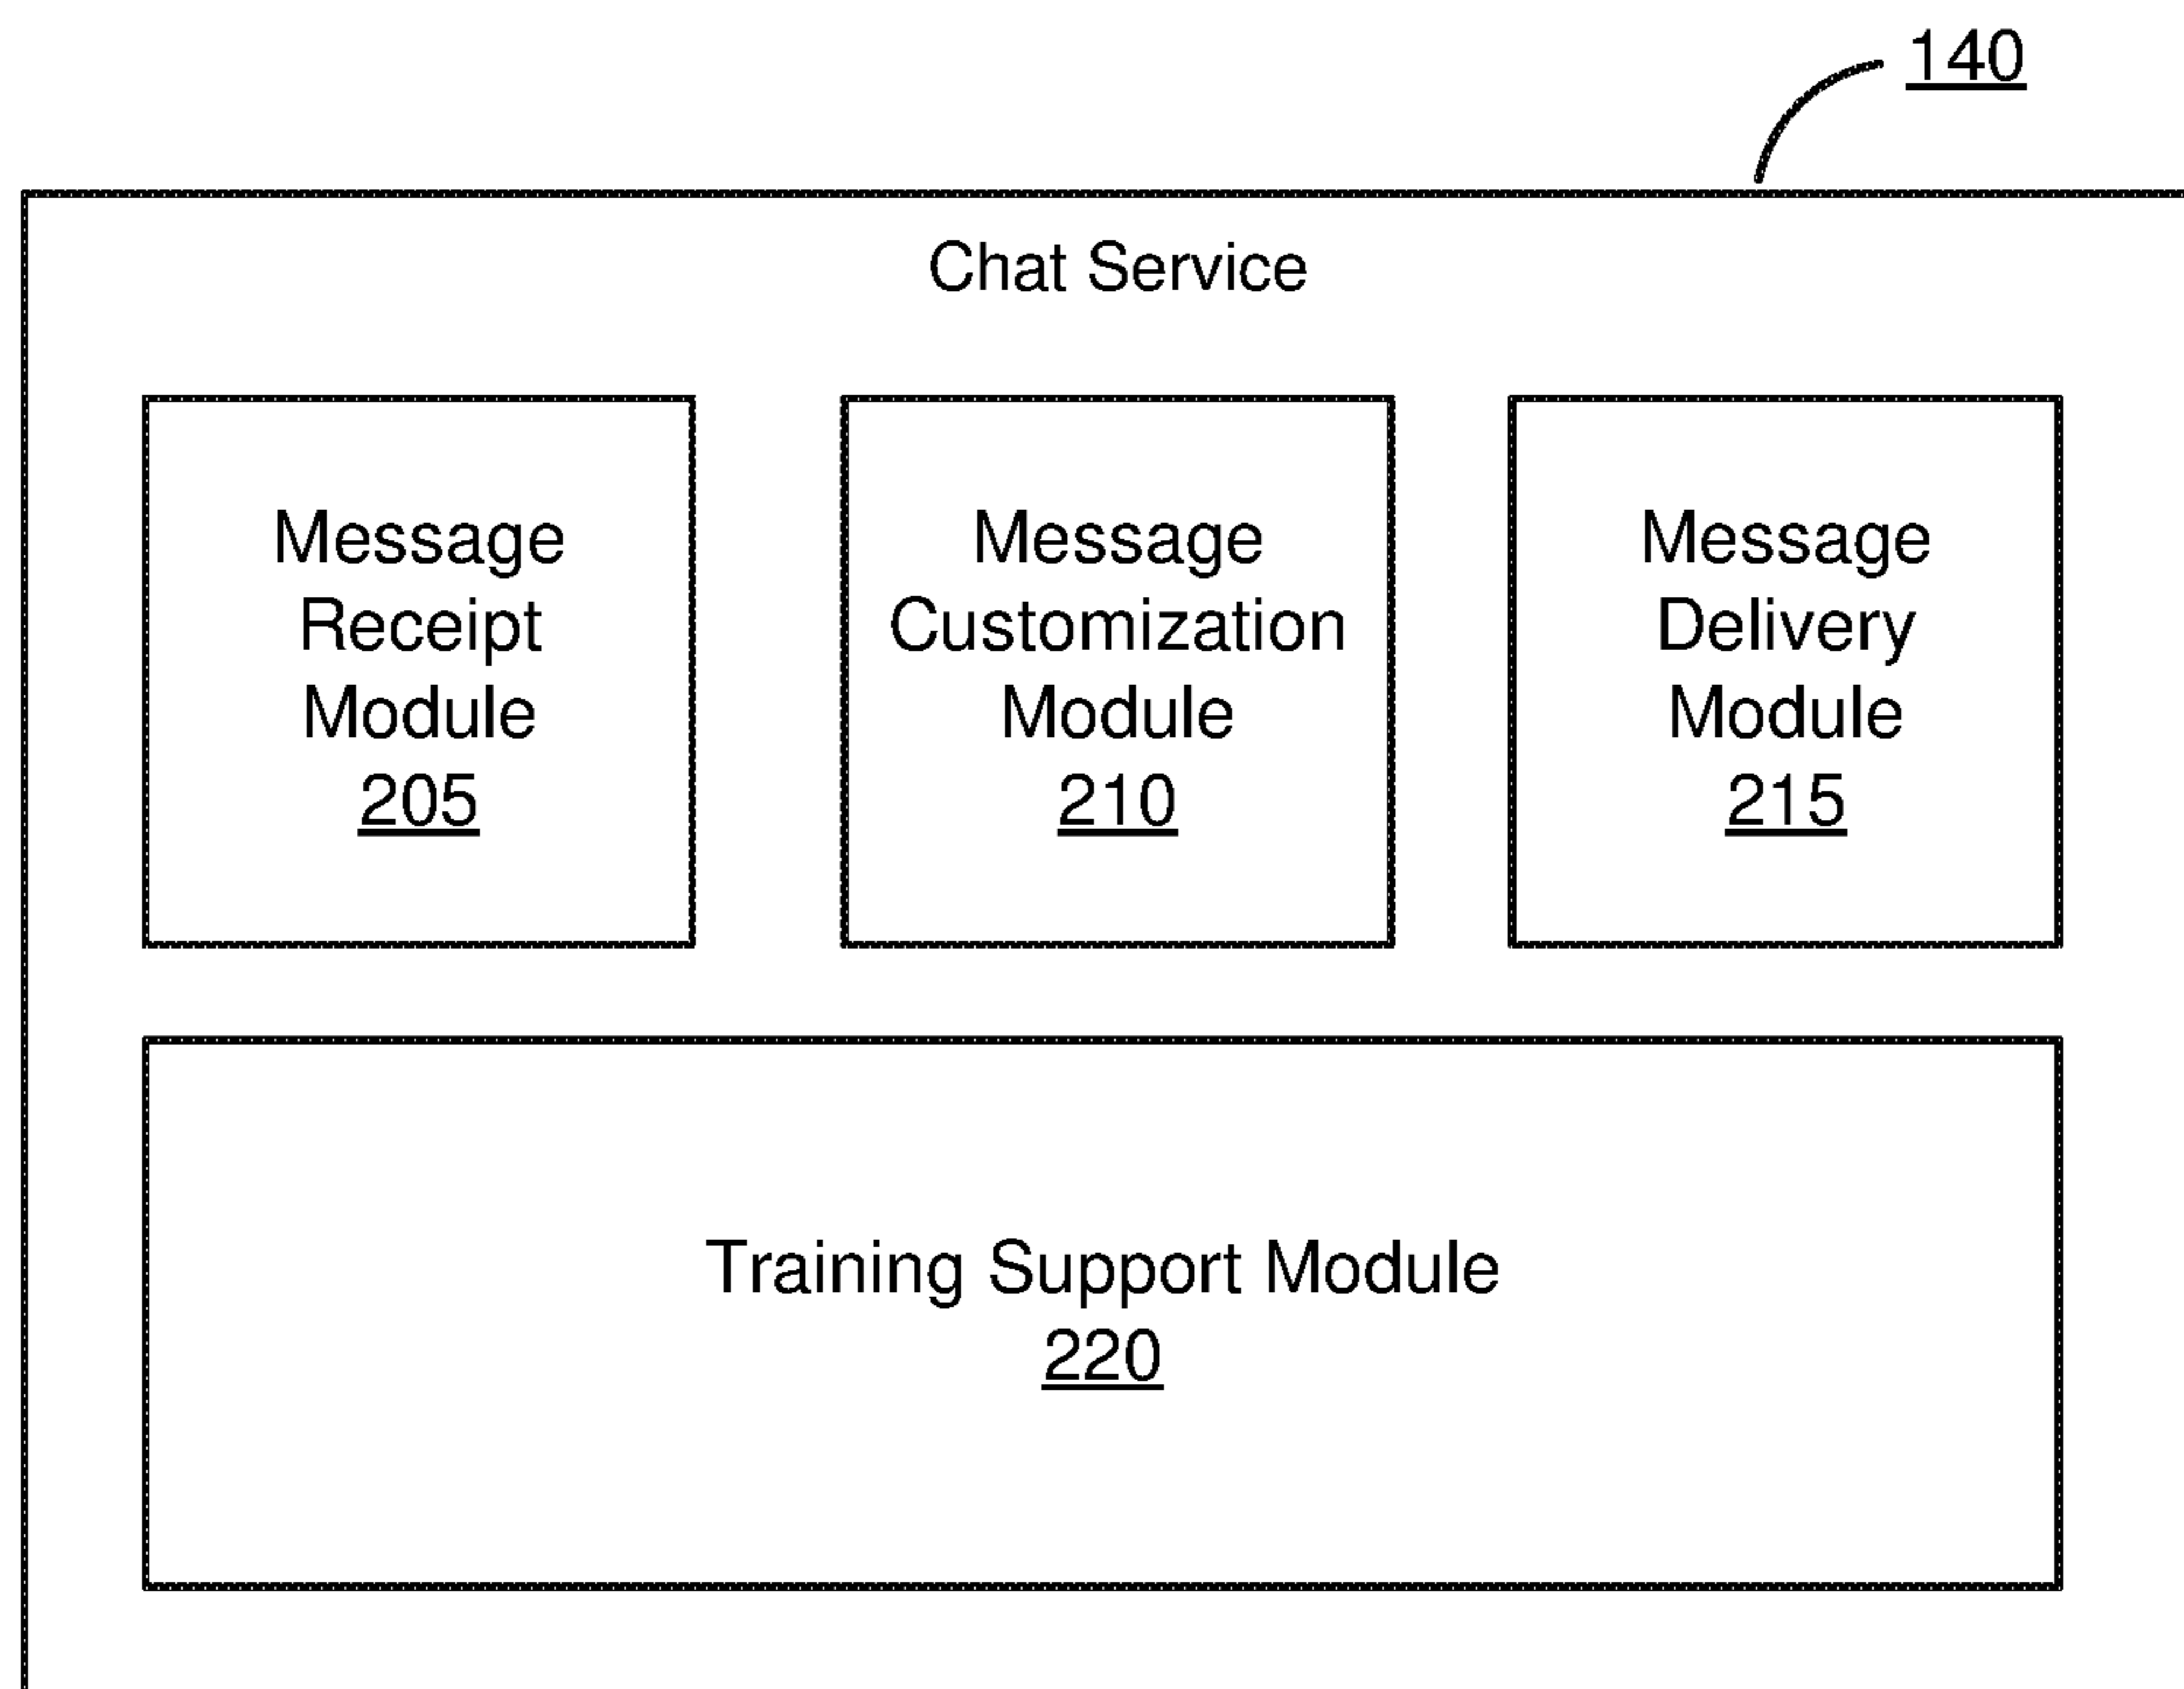 140
Chat Service
Message
Receipt
Module
205
Message
Customization
Module
210
Message
Delivery
Module
215
Training Support Module
220